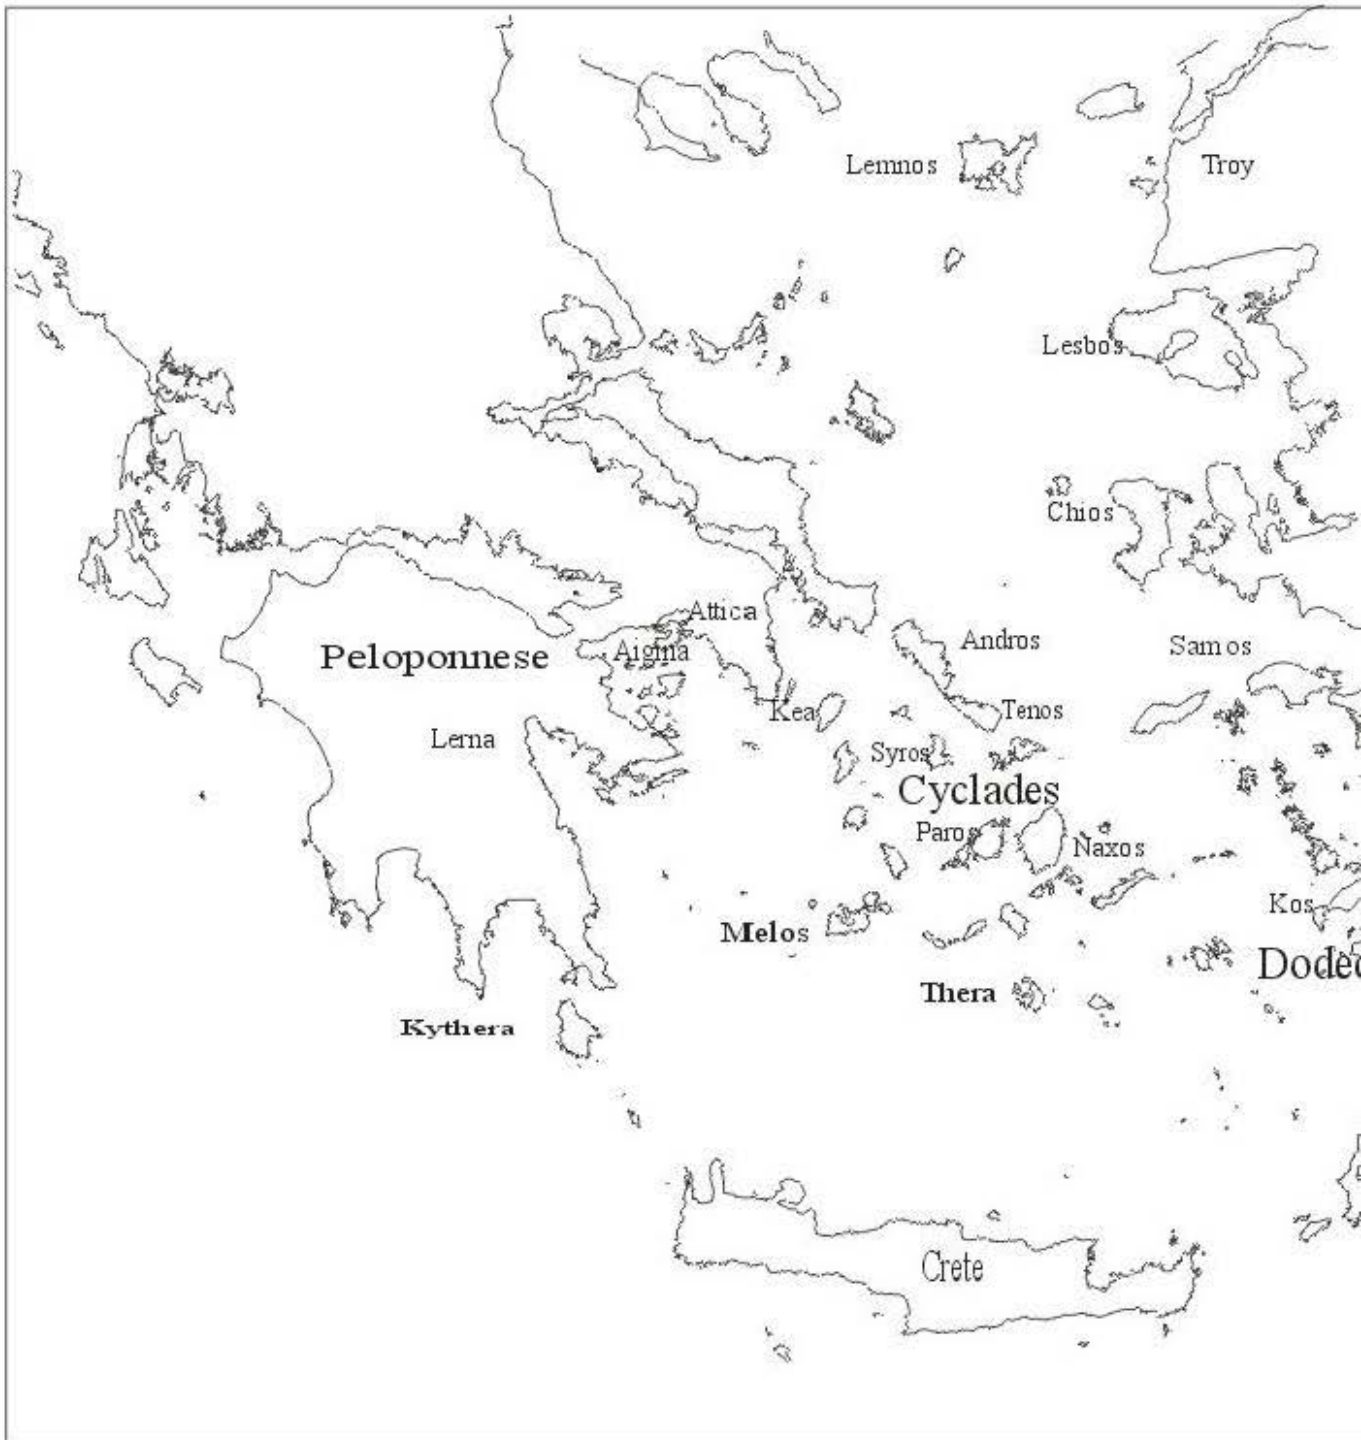 Lemnos
Troy
Lesbos
Chios
Attica
Andros
Samos
Peloponnese
Aigina
Kea
Tenos
Lerna
Syros
Cyclades
Paros
Naxos
Kos
Melos
Dodec
Thera
Kythera
Crete